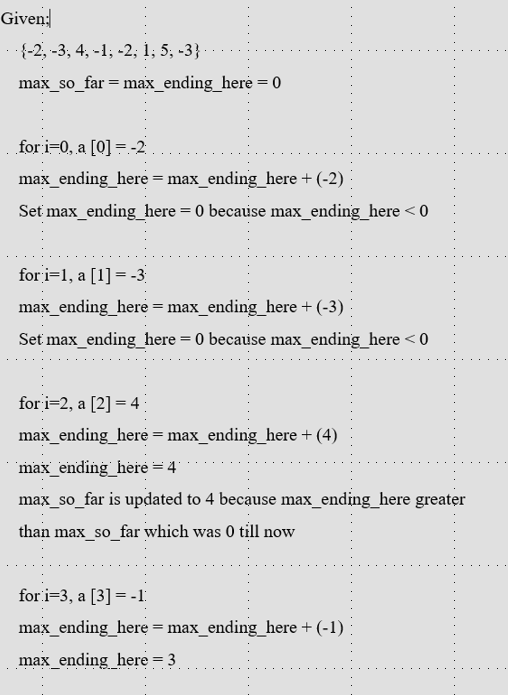 Given;
{-2, -3, 4, -1, -2, 1, 5, -3}
max_so_far = max_ending_here = 0
for i=0, a [0] = -2
max_ending_here = max_ending_here + (-2)
Set max_ending_here = 0 because max_ending_here < 0
for i=1, a [1] = -3
max_ending_here = max_ending_here + (-3)
Set max_ending_here = 0 because max_ending_here < 0
for i=2, a [2] = 4
max_ending_here = max_ending_here + (4)
max_ending_here = 4
max_so_far is updated to 4 because max_ending_here greater
than max_so_far which was 0 till now
for i=3, a [3] = -1
max_ending_here = max_ending_here + (-1)
max_ending_here = 3